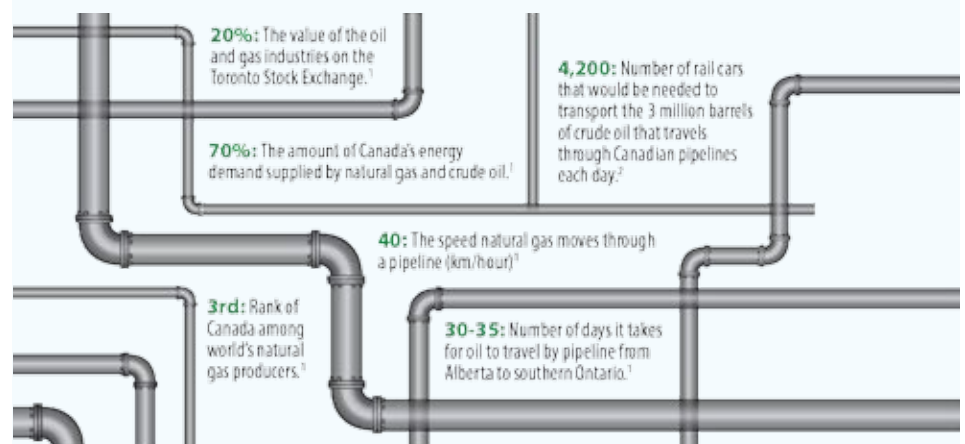 20%: The value of the oil
and gas industries on the
Toronto Stock Exchange.¹
4,200: Number of rail cars
that would be needed to
transport the 3 million barrels
of crude oil that travels
through Canadian pipelines
each day.²
70%: The amount of Canada's energy
demand supplied by natural gas and crude oil.¹
40: The speed natural gas moves through
a pipeline (km/hour)¹
3rd: Rank of
Canada among
world's natural
gas producers.¹
30-35: Number of days it takes
for oil to travel by pipeline from
Alberta to southern Ontario.¹